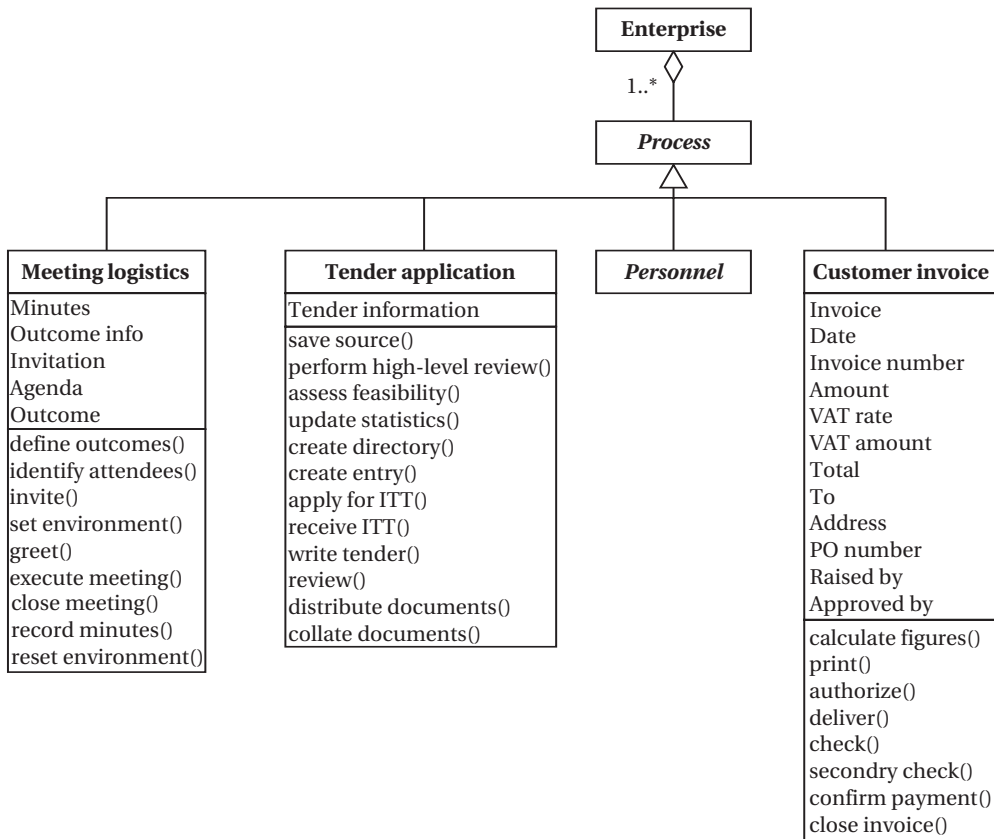 Enterprise
1..*
Process
Meeting logistics
Minutes
Outcome info
Invitation
Agenda
Outcome
define outcomes()
identify attendees()
invite()
set environment()
greet()
execute meeting()
close meeting()
record minutes()
reset environment()
Tender application
Tender information
save source()
perform high-level review()
assess feasibility()
update statistics()
create directory()
create entry()
apply for ITT()
receive ITT()
write tender()
review()
distribute documents()
collate documents()
Personnel
Customer invoice
Invoice
Date
Invoice number
Amount
VAT rate
VAT amount
Total
To
Address
PO number
Raised by
Approved by
calculate figures()
print()
authorize()
deliver()
check()
secondry check()
confirm payment()
close invoice()